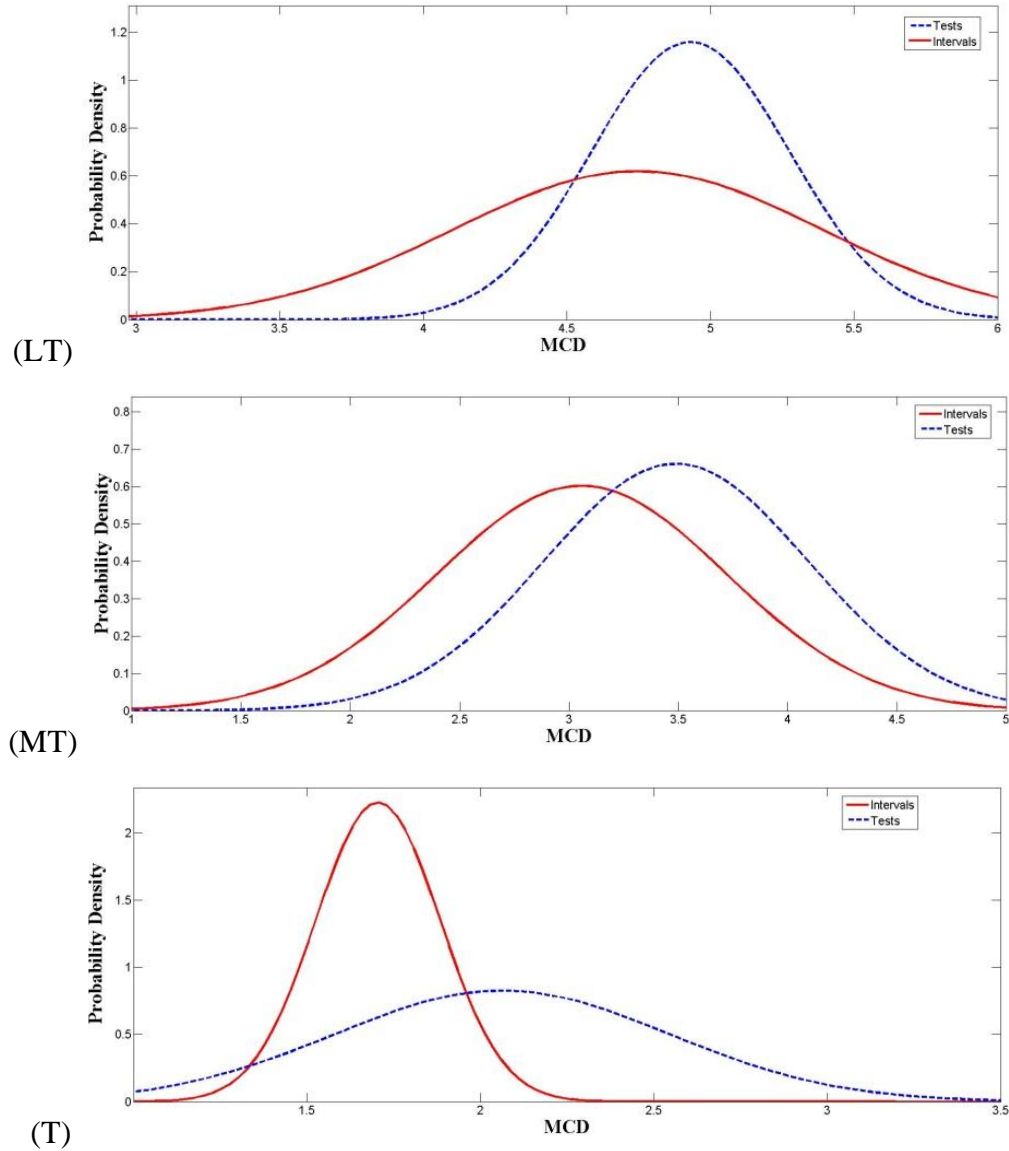 1.2
1
0.8
0.6
0.4
0.2
0
Probability Density
Tests
Intervals
3 3.5 4 4.5 5 5.5 6
MCD
(LT)
0.8
0.7
0.6
0.5
0.4
0.3
0.2
0.1
0
Probability Density
Intervals
Tests
1 1.5 2 2.5 3 3.5 4 4.5 5
MCD
(MT)
2
1.5
1
0.5
0
Probability Density
Intervals
Tests
1.5 2 2.5 3 3.5
MCD
(T)